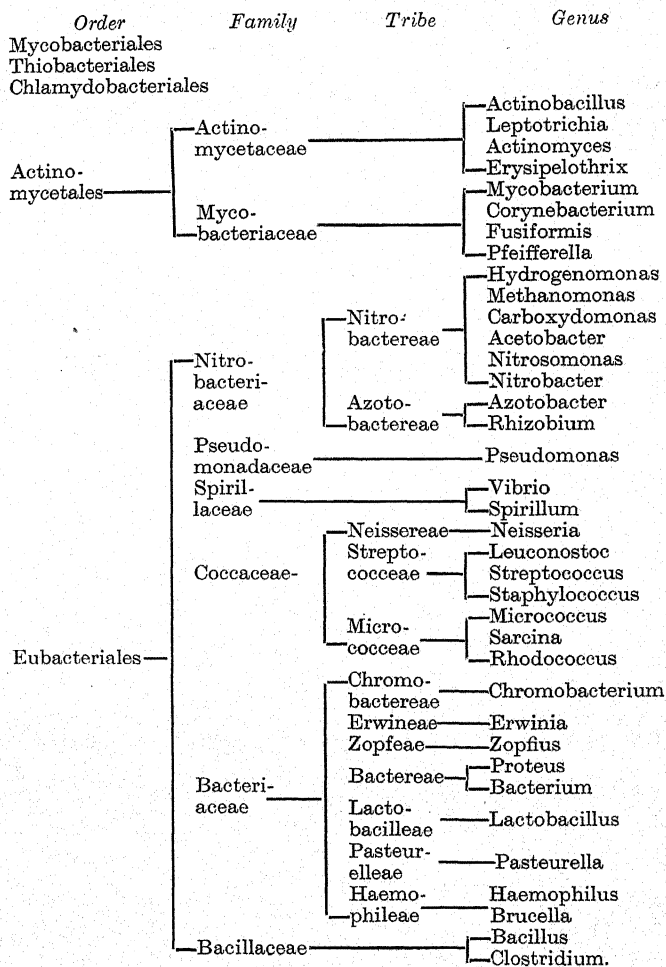 Order Family Tribe Genus
Mycobacteriales
Thiobacteriales
Chlamydobacteriales
Actinobacillus
Actino-
mycetaceae
Leptotrichia
Actinomyces
Erysipelothrix
Actino-
mycetales
Mycobacterium
Myco-
bacteriaceae
Corynebacterium
Fusiformis
Pfeifferella
Hydrogenomonas
Methanomonas
Nitro-
bactereae
Carboxydomonas
Acetobacter
Nitrosomonas
Nitrobacter
Nitro-
bacteri-
aceae
Azoto-
bactereae
Azotobacter
Rhizobium
Pseudo-
monadaceae
Pseudomonas
Spiril-
laceae
Vibrio
Spirillum
Neissereae
Neisseria
Strepto-
cocceae
Leuconostoc
Streptococcus
Staphylococcus
Coccaceae-
Micro-
cocceae
Micrococcus
Sarcina
Rhodococcus
Eubacteriales
Chromo-
bactereae
Chromobacterium
Erwineae
Erwinia
Zopfeae
Zopfius
Bacteri-
aceae
Bactereae
Proteus
Bacterium
Lacto-
bacilleae
Lactobacillus
Pasteur-
elleae
Pasteurella
Haemo-
phileae
Haemophilus
Brucella
Bacillaceae
Bacillus
Clostridium.